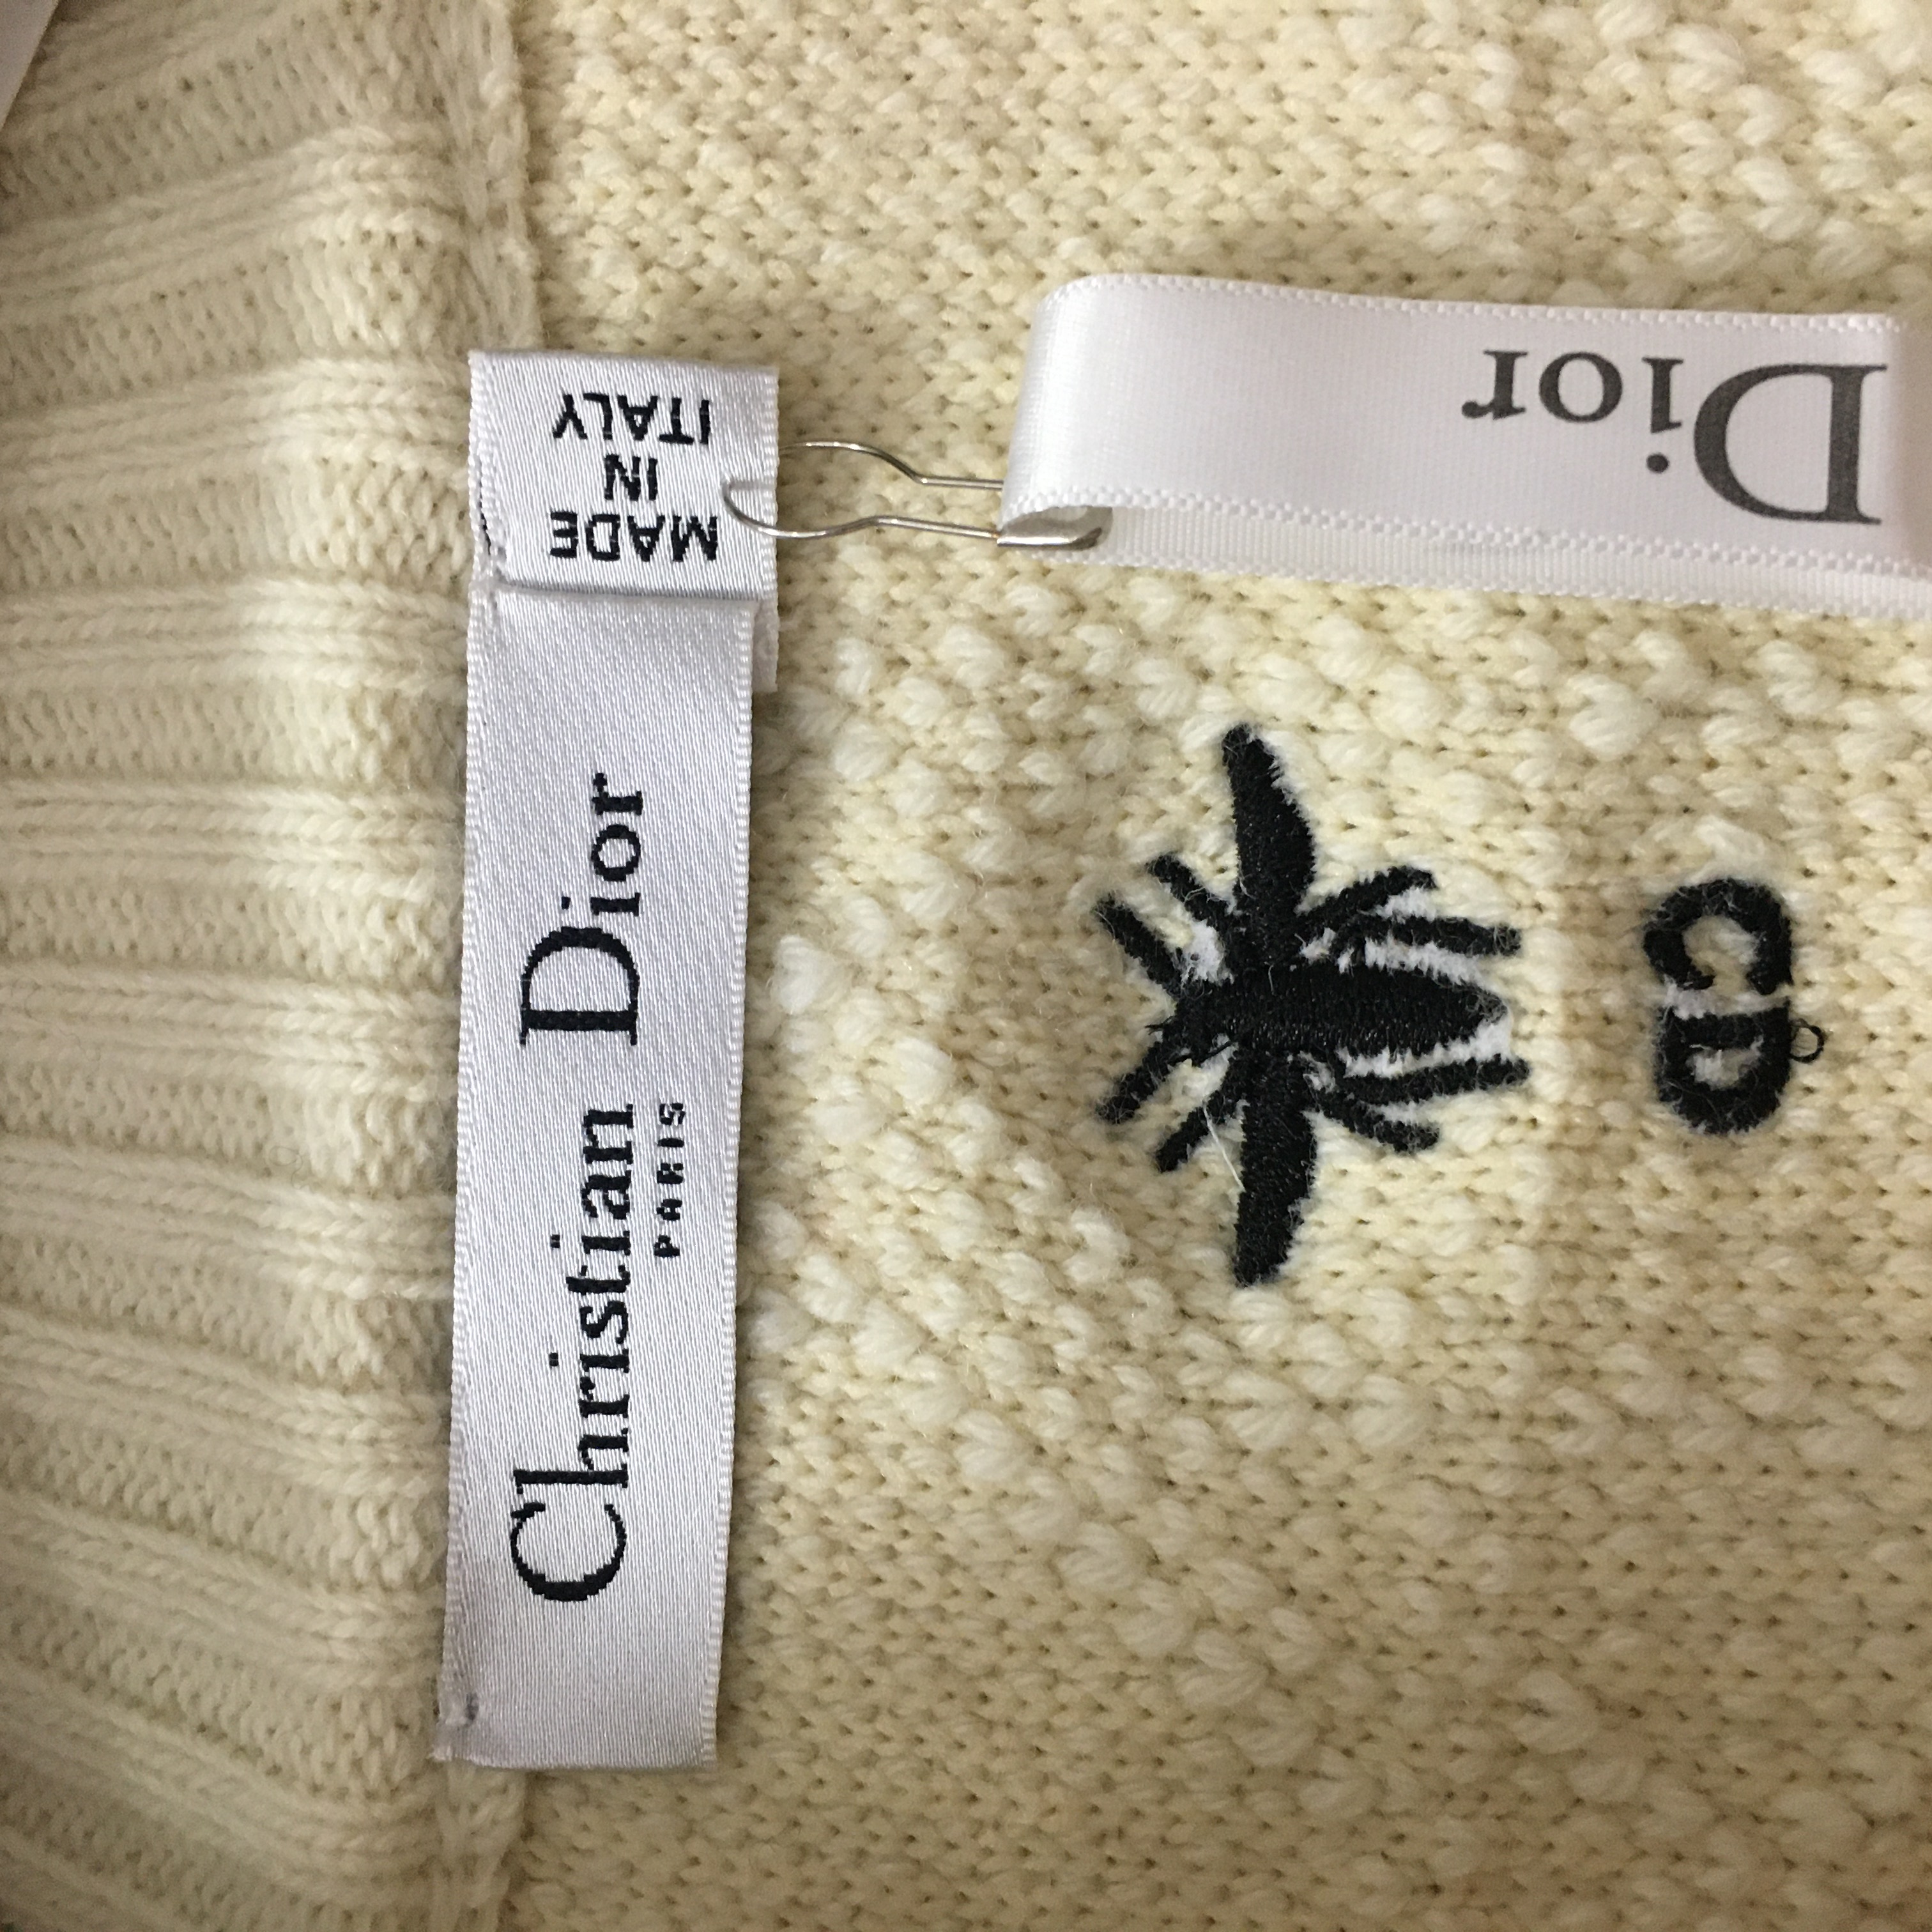 MADE
IN
ITALY
Christian Dior
PARIS
Dior
CD